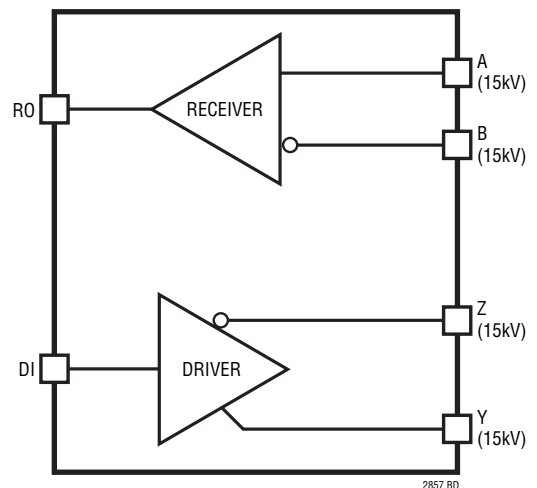 A
(15kV)
RO
RECEIVER
B
(15kV)
Z
(15kV)
DI
DRIVER
Y
(15kV)
2857 BD